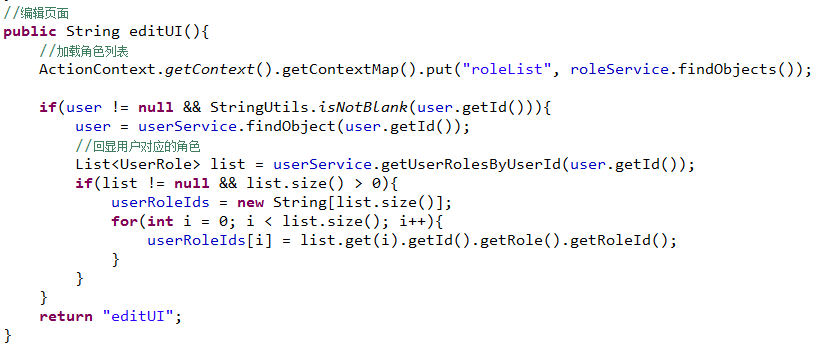 //编辑页面
public String editUI(){
    //加载角色列表
    ActionContext.getContext().getContextMap().put("roleList", roleService.findObjects());

    if(user != null && StringUtils.isNotBlank(user.getId())){
        user = userService.findObject(user.getId());
        //回显用户对应的角色
        List<UserRole> list = userService.getUserRolesByUserId(user.getId());
        if(list != null && list.size() > 0){
            userRoleIds = new String[list.size()];
            for(int i = 0; i < list.size(); i++){
                userRoleIds[i] = list.get(i).getId().getRole().getRoleId();
            }
        }
    }
    return "editUI";
}